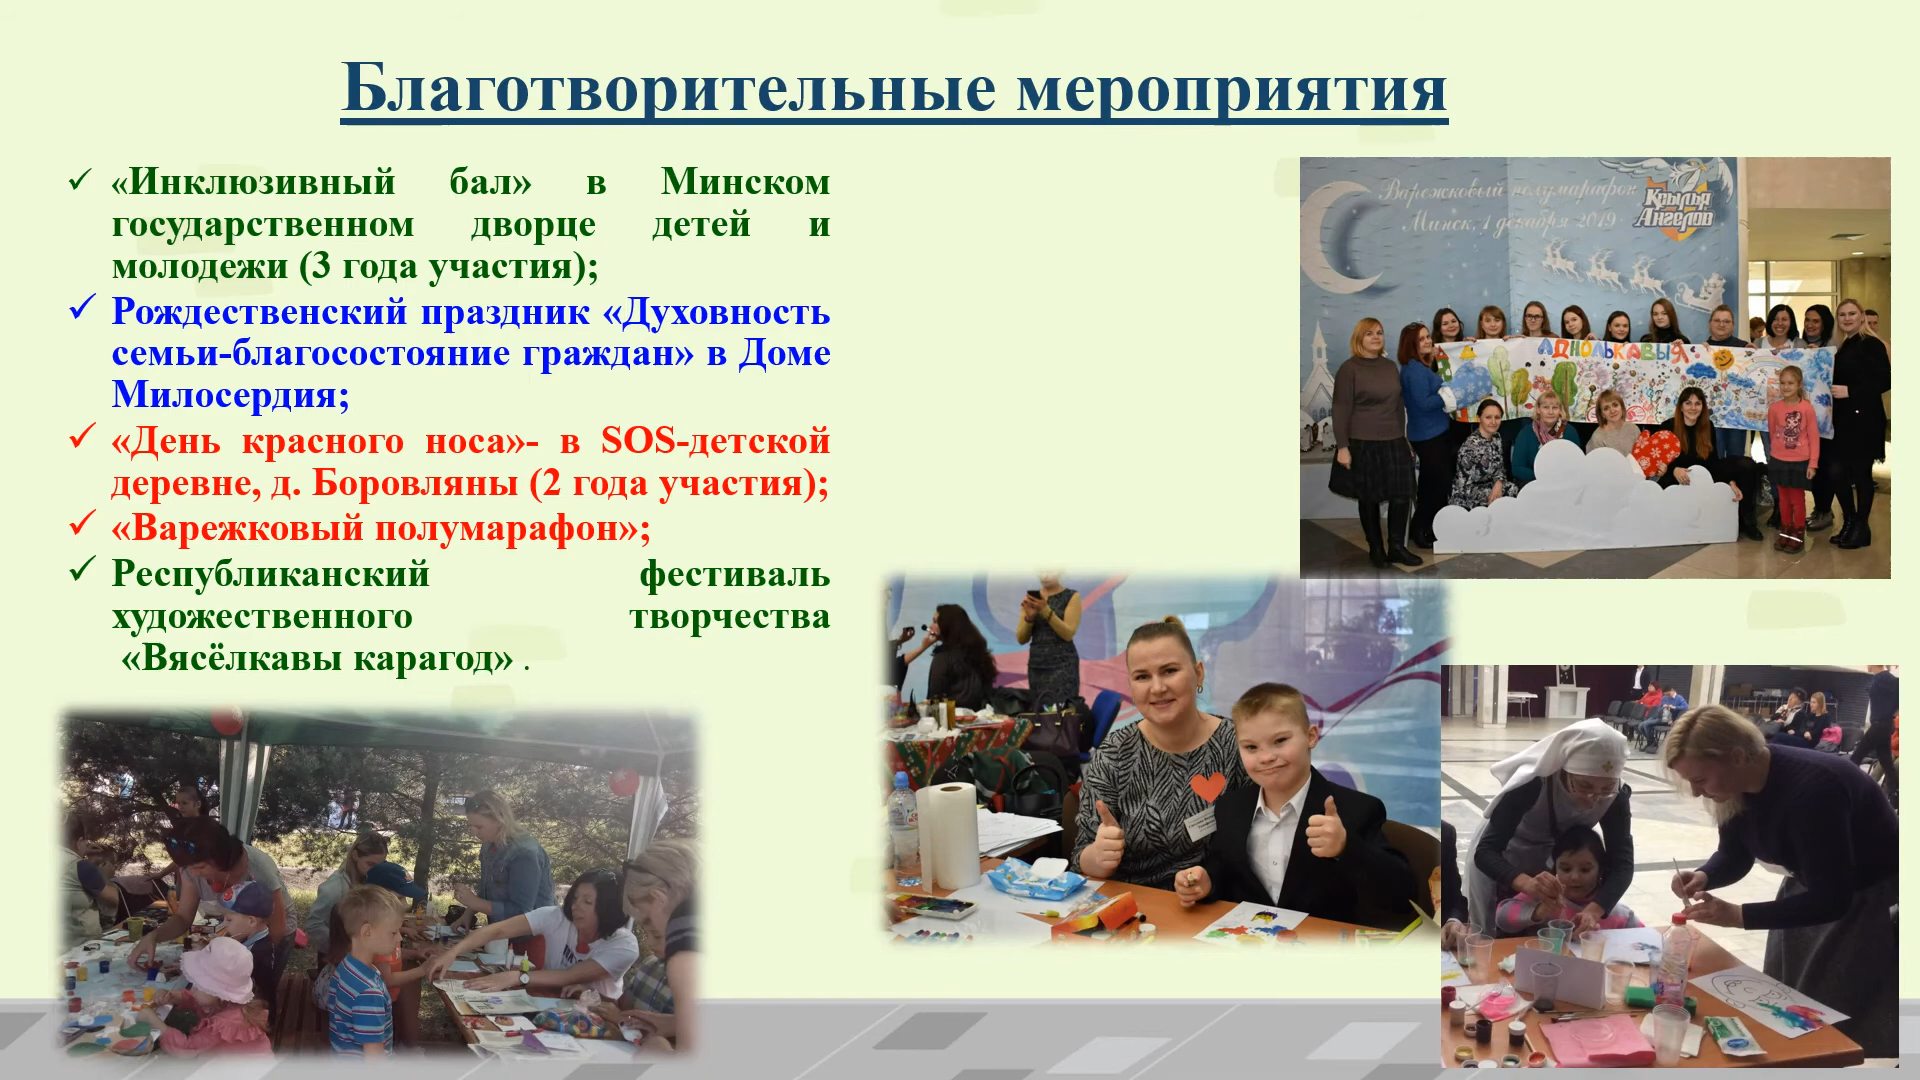 Благотворительные мероприятия
«Инклюзивный бал» в Минском
государственном дворце детей и
молодежи (3 года участия);
Рождественский праздник «Духовность
семьи-благосостояние граждан» в Доме
Милосердия;
«День красного носа»- в SOS-детской
деревне, д. Боровляны (2 года участия);
«Варежковый полумарафон»;
Республиканский фестиваль
художественного творчества
«Вясёлкавы карагод» .
Варежковый полумарафон
Минск, 1 декабря 2019
Крылья
Ангелов
АДНОЛЬКАВЫЯ